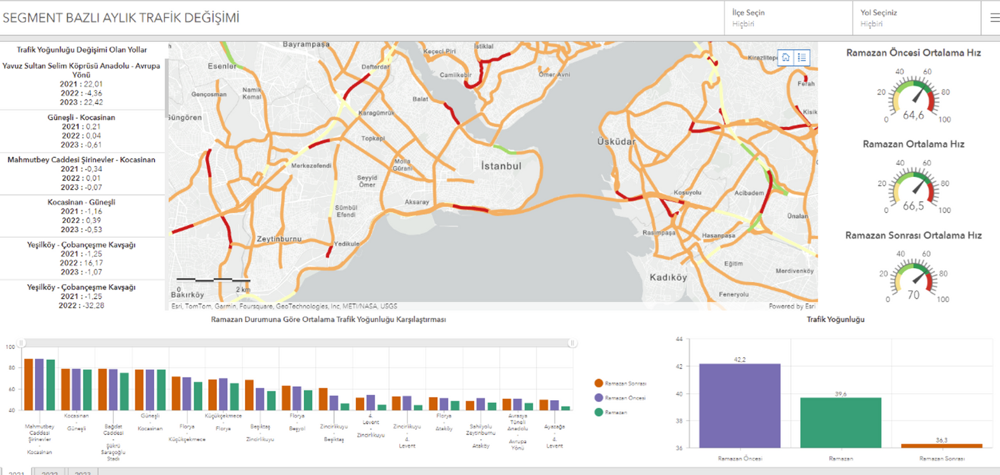 SEGMENT BAZLI AYLIK TRAFİK DEĞİŞİMİ
İlçe Seçin
Hiçbiri
Yol Seçiniz
Hiçbiri
Trafik Yoğunluğu Değişimi Olan Yollar
Yavuz Sultan Selim Köprüsü Anadolu - Avrupa
Yönü
2021 : 22,01
2022 : -4,36
2023 : 22,42
Güneşli - Kocasinan
2021 : 0,21
2022 : 0,04
2023 : -0,61
Mahmutbey Caddesi Şirinevler - Kocasinan
2021 : -0,34
2022 : 0,01
2023 : -0,07
Kocasinan - Güneşli
2021 : -1,16
2022 : 0,39
2023 : -0,53
Yeşilköy - Çobançeşme Kavşağı
2021 : -1,25
2022 : 16,17
2023 : -1,07
Yeşilköy - Çobançeşme Kavşağı
2021 : -1,25
2022 : -32,28
Bayrampaşa
Keçeci Piri
İstiklal
Esenler
Defterdar
Camiikebir
Ömer Avni
Kirazlıtepe
Ferah
Gençosman
Namik
Kemal
Balat
Güngören
Karagümrük
Kisik
Topkapı
Üsküdar
Merkezefendi
Molla
Gürani
İstanbul
Seyyid
Ömer
Koşuyolu
Acibadem
Aksaray
Sümbül
Efendi
Ünalan
Rasimpaşa
Hasanpaşa
Zeytinburnu
Yedikule
Eğitim
Merdivenköy
Kadıköy
Feneryolu
0
2 km
Bakırköy
Esri, TomTom, Garmin, Foursquare, GeoTechnologies, Inc, METI/NASA, USGS
Powered by Esri
Ramazan Öncesi Ortalama Hız
0
20
40
60
80
100
64,6
Ramazan Ortalama Hız
0
20
40
60
80
100
66,5
Ramazan Sonrası Ortalama Hız
0
20
40
60
80
100
70
Ramazan Durumuna Göre Ortalama Trafik Yoğunluğu Karşılaştırması
100
80
60
40
Mahmutbey
Caddesi
Şirinevler
-
Kocasinan
Kocasinan
-
Güneşli
Bağdat
Caddesi
-
Şükrü
Saraçoğlu
Stadı
Güneşli
-
Kocasinan
Florya
-
Küçükçekmece
Küçükçekmece
-
Florya
Beşiktaş
-
Zincirlikuyu
Florya
-
Beşyol
Zincirlikuyu
-
Beşiktaş
4.
Levent
-
Zincirlikuyu
Zincirlikuyu
-
4.
Levent
Florya
-
Ataköy
Sahilyolu
Zeytinburnu
-
Ataköy
Avrasya
Tüneli
Anadolu
-
Avrupa
Yönü
Ayazağa
-
4.
Levent
Ramazan Sonrası
Ramazan Öncesi
Ramazan
Trafik Yoğunluğu
44
42
40
38
36
42,2
39,6
36,3
Ramazan Öncesi
Ramazan
Ramazan Sonrası
2021
2022
2023